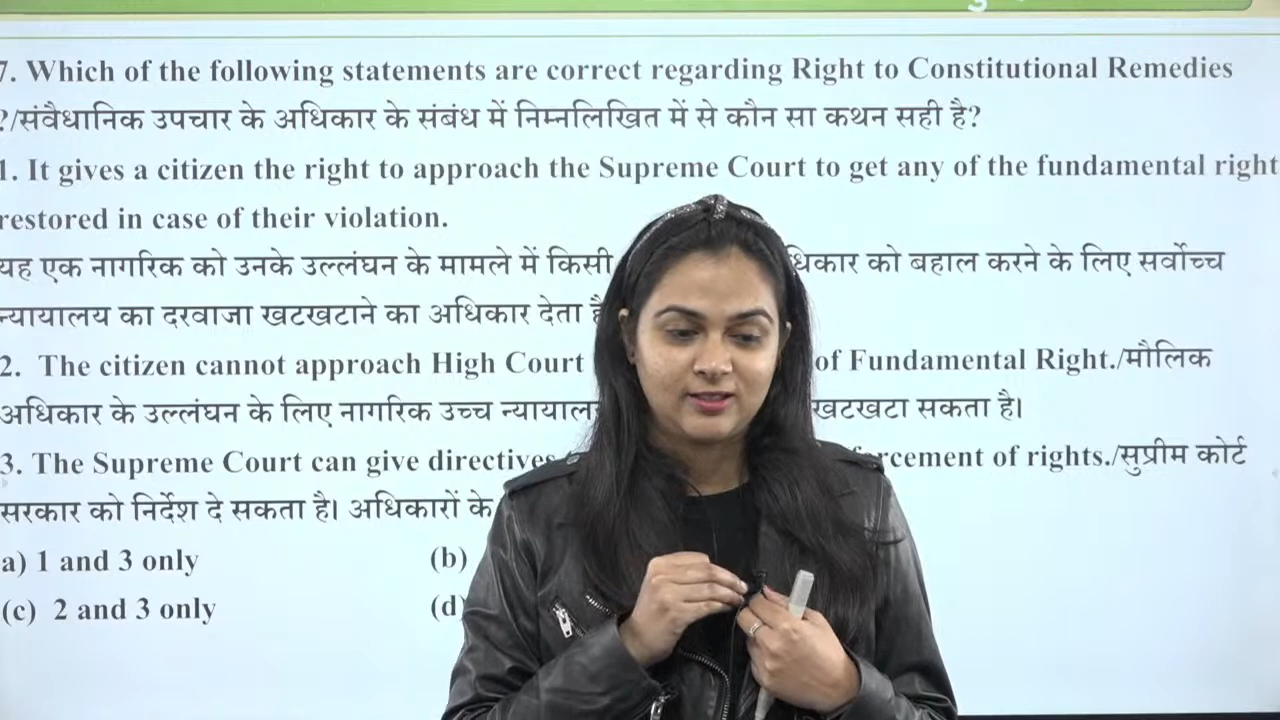 7. Which of the following statements are correct regarding Right to Constitutional Remedies
?/संवैधानिक उपचार के अधिकार के संबंध में निम्नलिखित में से कौन सा कथन सही है?
1. It gives a citizen the right to approach the Supreme Court to get any of the fundamental right
restored in case of their violation.
यह एक नागरिक को उनके उल्लंघन के मामले में किसी धिकार को बहाल करने के लिए सर्वोच्च
न्यायालय का दरवाजा खटखटाने का अधिकार देता है
2. The citizen cannot approach High Court of Fundamental Right./मौलिक
अधिकार के उल्लंघन के लिए नागरिक उच्च न्यायाल खटखटा सकता है।
3. The Supreme Court can give directives rcement of rights./सुप्रीम कोर्ट
सरकार को निर्देश दे सकता है। अधिकारों के
a) 1 and 3 only (b)
(c) 2 and 3 only (d)